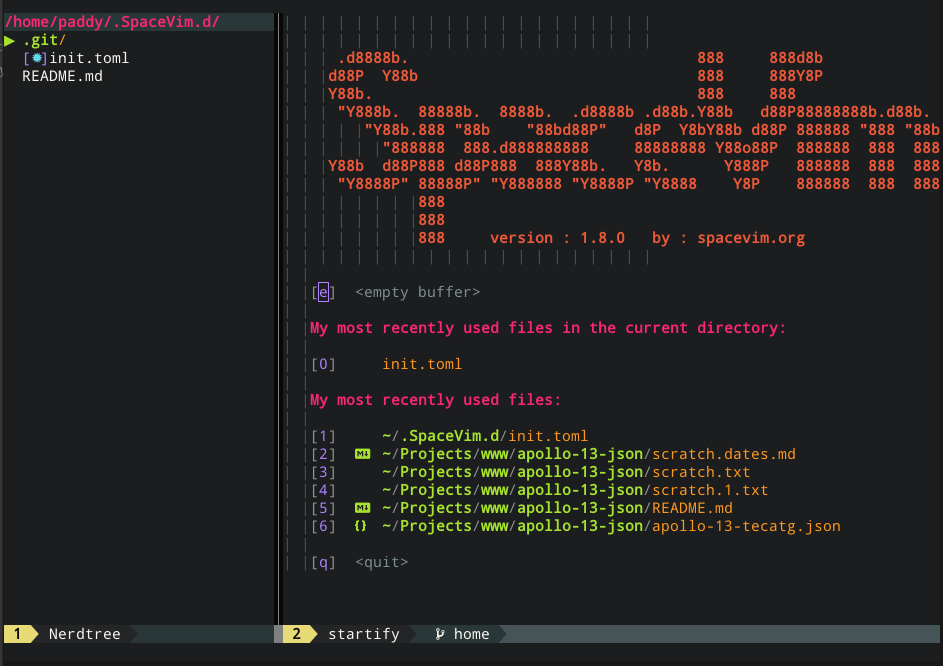 /home/paddy/.SpaceVim.d/
▶ .git/
[✹]init.toml
README.md
.d8888b.                                888     888d8b
d88P  Y88b                               888     888Y8P
Y88b.                                    888     888
"Y888b.  88888b.  8888b.  .d8888b .d88b.Y88b   d88P88888888b.d88b.
"Y88b.888 "88b    "88bd88P"   d8P  Y8bY88b d88P 888888 "888 "88b
"888888  888.d888888888     88888888 Y88o88P  888888  888  888
Y88b  d88P888 d88P888  888Y88b.   Y8b.      Y888P   888888  888  888
"Y8888P" 88888P" "Y888888 "Y8888P "Y8888    Y8P    888888  888  888
888
888
888     version : 1.8.0   by : spacevim.org
[e]  <empty buffer>
My most recently used files in the current directory:
[0]     init.toml
My most recently used files:
[1]     ~/.SpaceVim.d/init.toml
[2]  M↓ ~/Projects/www/apollo-13-json/scratch.dates.md
[3]     ~/Projects/www/apollo-13-json/scratch.txt
[4]     ~/Projects/www/apollo-13-json/scratch.1.txt
[5]  M↓ ~/Projects/www/apollo-13-json/README.md
[6]  {} ~/Projects/www/apollo-13-json/apollo-13-tecatg.json
[q]  <quit>
1 Nerdtree
2 startify home